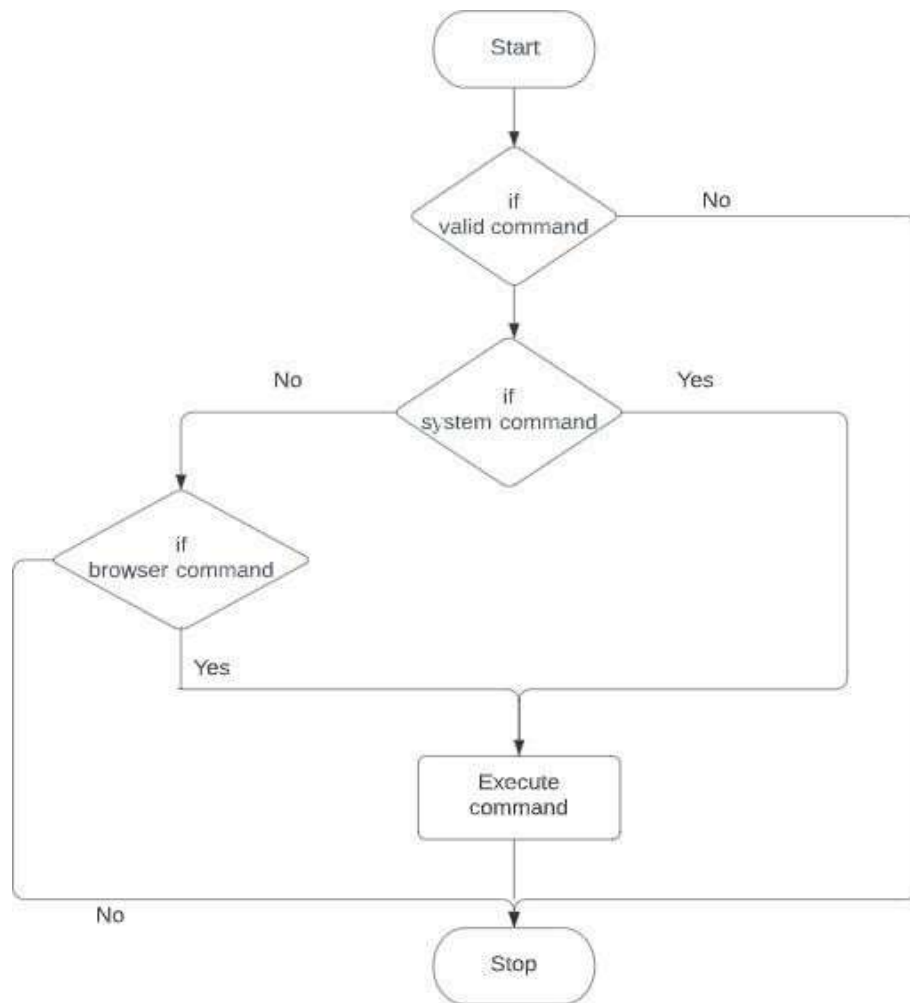 Start
if
valid command
No
if
system command
No
Yes
if
browser command
Yes
Execute
command
No
Stop